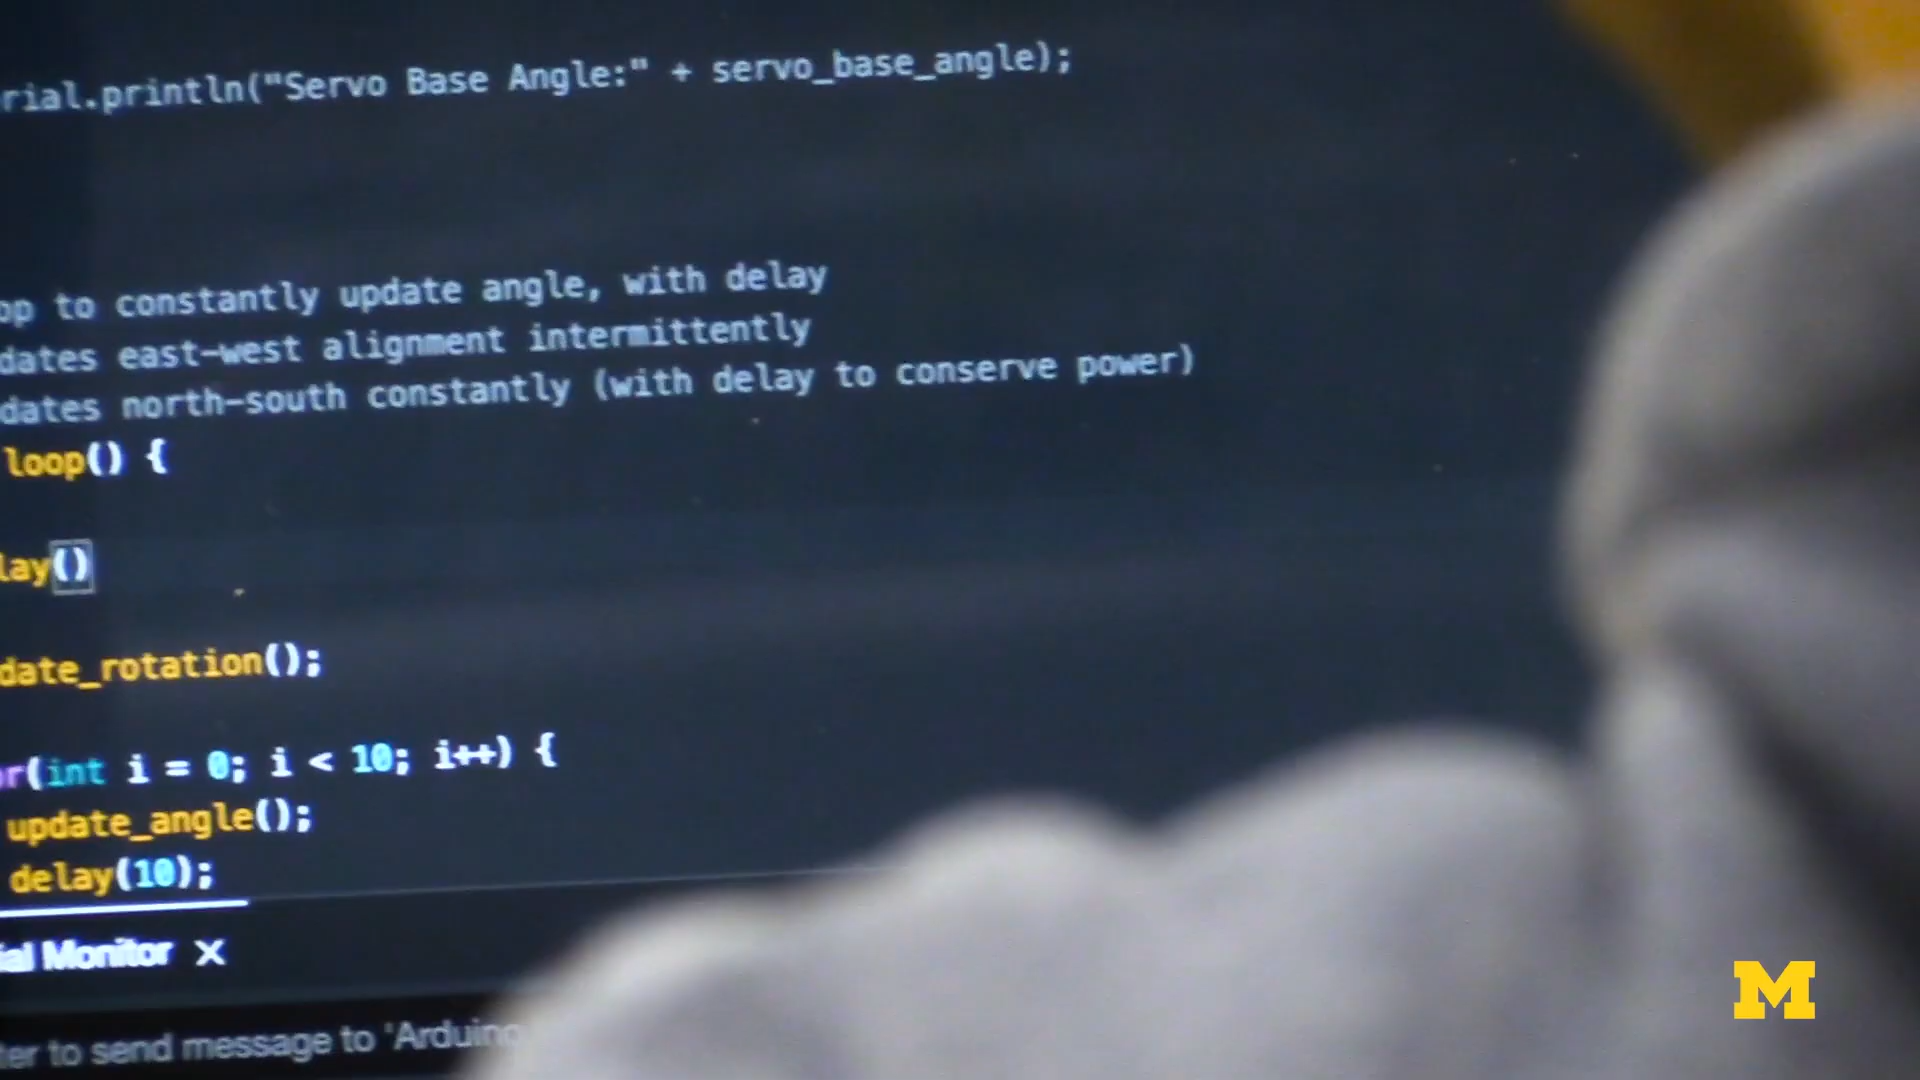 rial.println("Servo Base Angle:" + servo_base_angle);
op to constantly update angle, with delay
dates east-west alignment intermittently
dates north-south constantly (with delay to conserve power)
loop() {
lay()
date_rotation();
or(int i = 0; i < 10; i++) {
update_angle();
delay(10);
ial Monitor X
ter to send message to 'Arduino
M